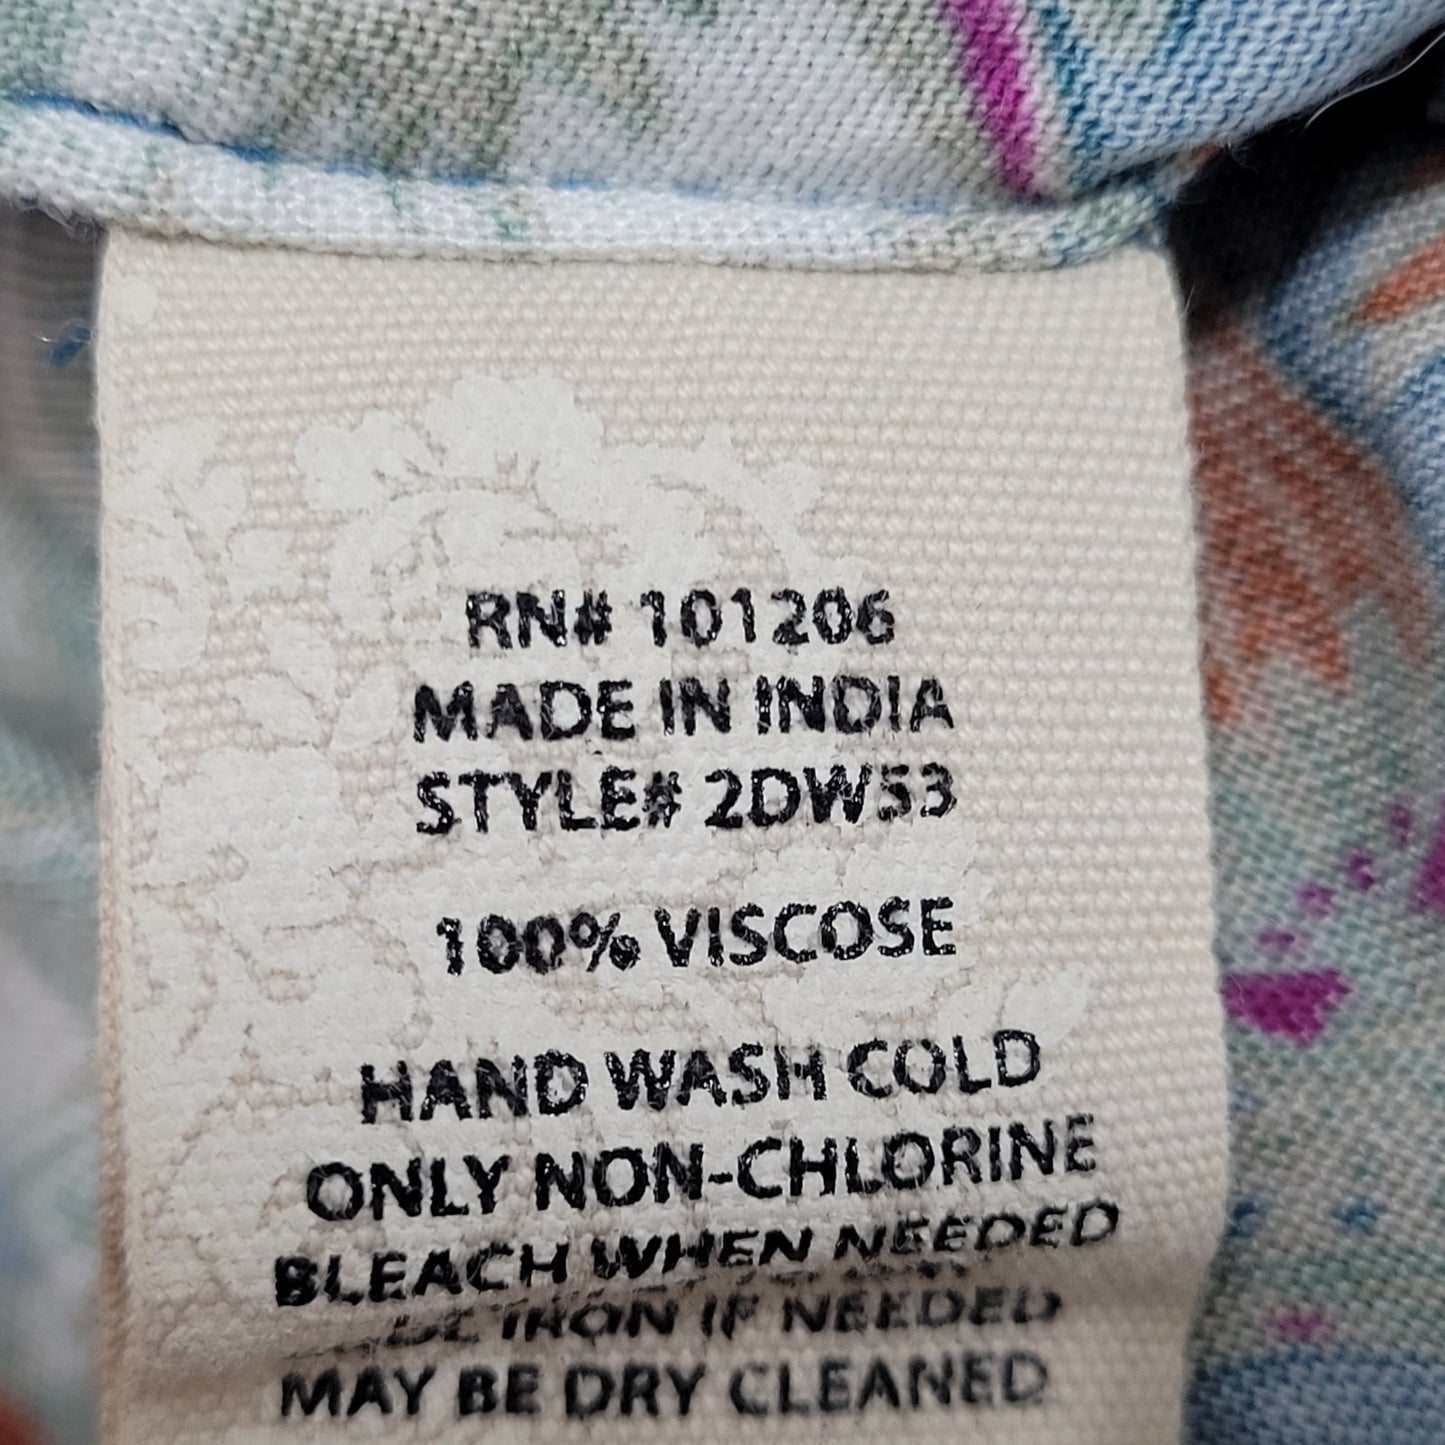 RN# 101206
MADE IN INDIA
STYLE# 2DW53
100% VISCOSE
HAND WASH COLD
ONLY NON-CHLORINE
BLEACH WHEN NEEDED
IRON IF NEEDED
MAY BE DRY CLEANED